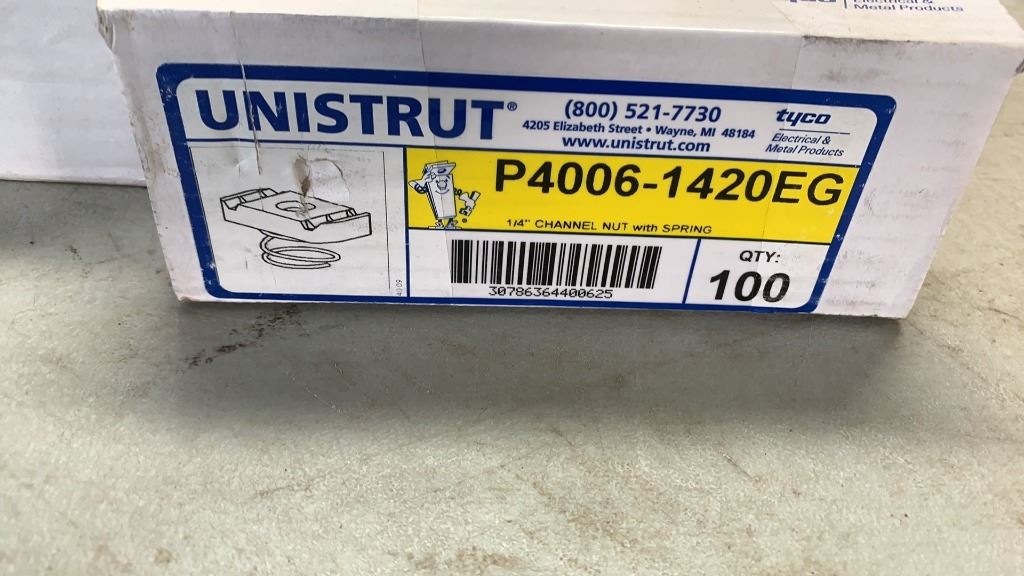 Electrical &
Metal Products
UNISTRUT®
(800) 521-7730
4205 Elizabeth Street • Wayne, MI 48184
www.unistrut.com
tyco
Electrical &
Metal Products
P4006-1420EG
1/4" CHANNEL NUT with SPRING
30786364400625
QTY:
100